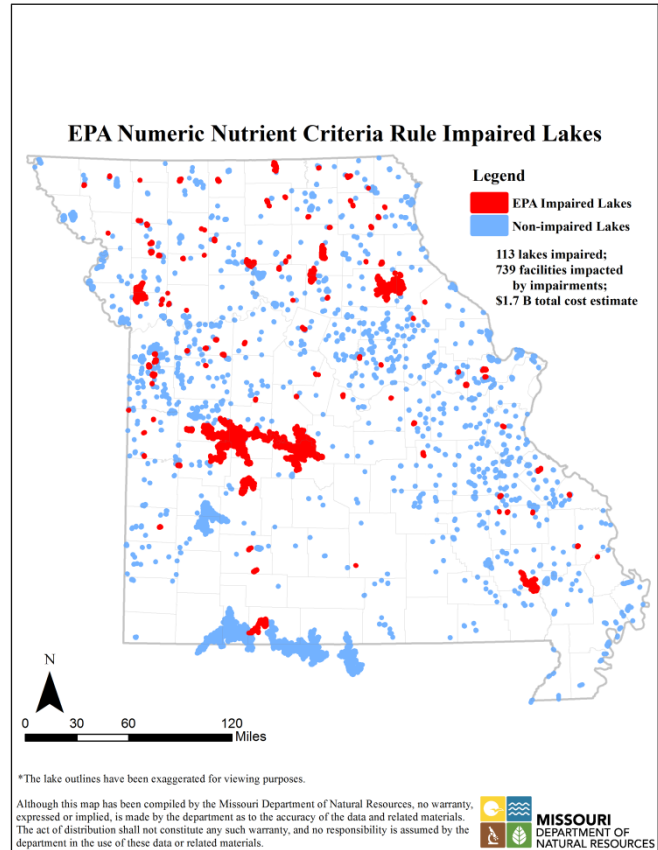 EPA Numeric Nutrient Criteria Rule Impaired Lakes
Legend
EPA Impaired Lakes
Non-impaired Lakes
113 lakes impaired;
739 facilities impacted
by impairments;
$1.7 B total cost estimate
N
0 30 60 120
Miles
*The lake outlines have been exaggerated for viewing purposes.
Although this map has been compiled by the Missouri Department of Natural Resources, no warranty,
expressed or implied, is made by the department as to the accuracy of the data and related materials.
The act of distribution shall not constitute any such warranty, and no responsibility is assumed by the
department in the use of these data or related materials.
MISSOURI
DEPARTMENT OF
NATURAL RESOURCES